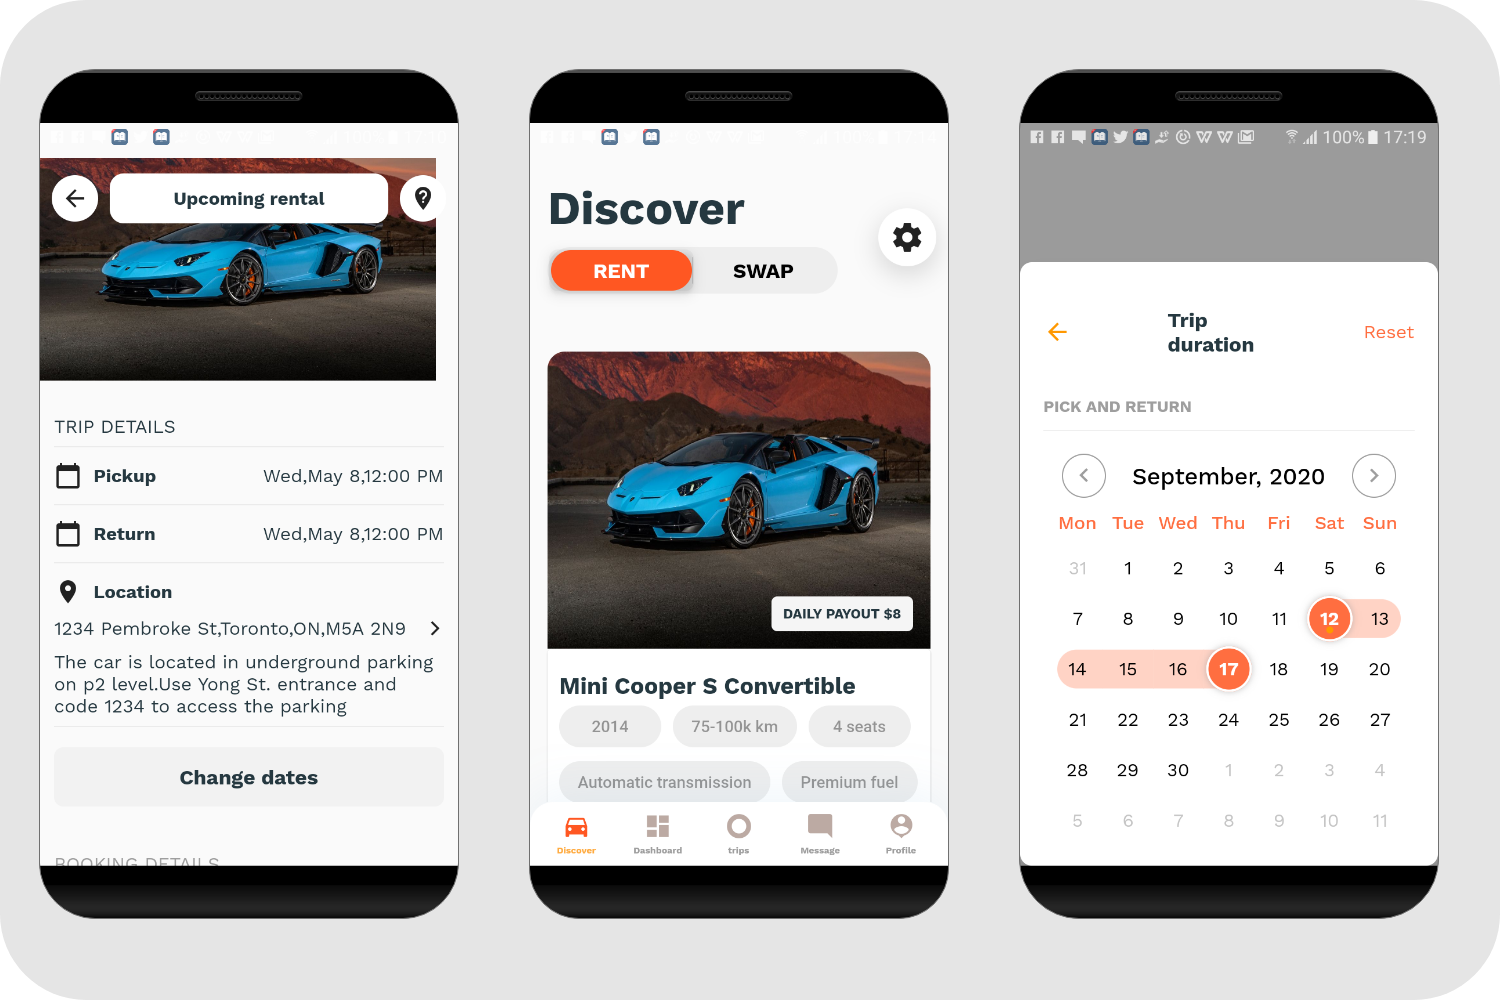 Upcoming rental
TRIP DETAILS
Pickup Wed,May 8,12:00 PM
Return Wed,May 8,12:00 PM
Location
1234 Pembroke St,Toronto,ON,M5A 2N9
The car is located in underground parking
on p2 level.Use Yong St. entrance and
code 1234 to access the parking
Change dates
BOOKING DETAILS
Discover
RENT SWAP
DAILY PAYOUT $8
Mini Cooper S Convertible
2014 75-100k km 4 seats
Automatic transmission Premium fuel
Discover Dashboard trips Message Profile
100% 17:19
Trip
duration
Reset
PICK AND RETURN
September, 2020
Mon Tue Wed Thu Fri Sat Sun
31 1 2 3 4 5 6
7 8 9 10 11 12 13
14 15 16 17 18 19 20
21 22 23 24 25 26 27
28 29 30 1 2 3 4
5 6 7 8 9 10 11